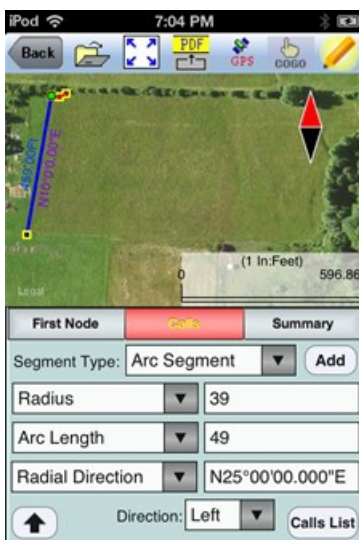 iPod 7:04 PM
Back PDF GPS COGO
489'00Ft
N10°0'0.00"E
(1 In:Feet)
0 596.86
Legal
First Node Calls Summary
Segment Type: Arc Segment Add
Radius 39
Arc Length 49
Radial Direction N25°00'00.000"E
Direction: Left Calls List